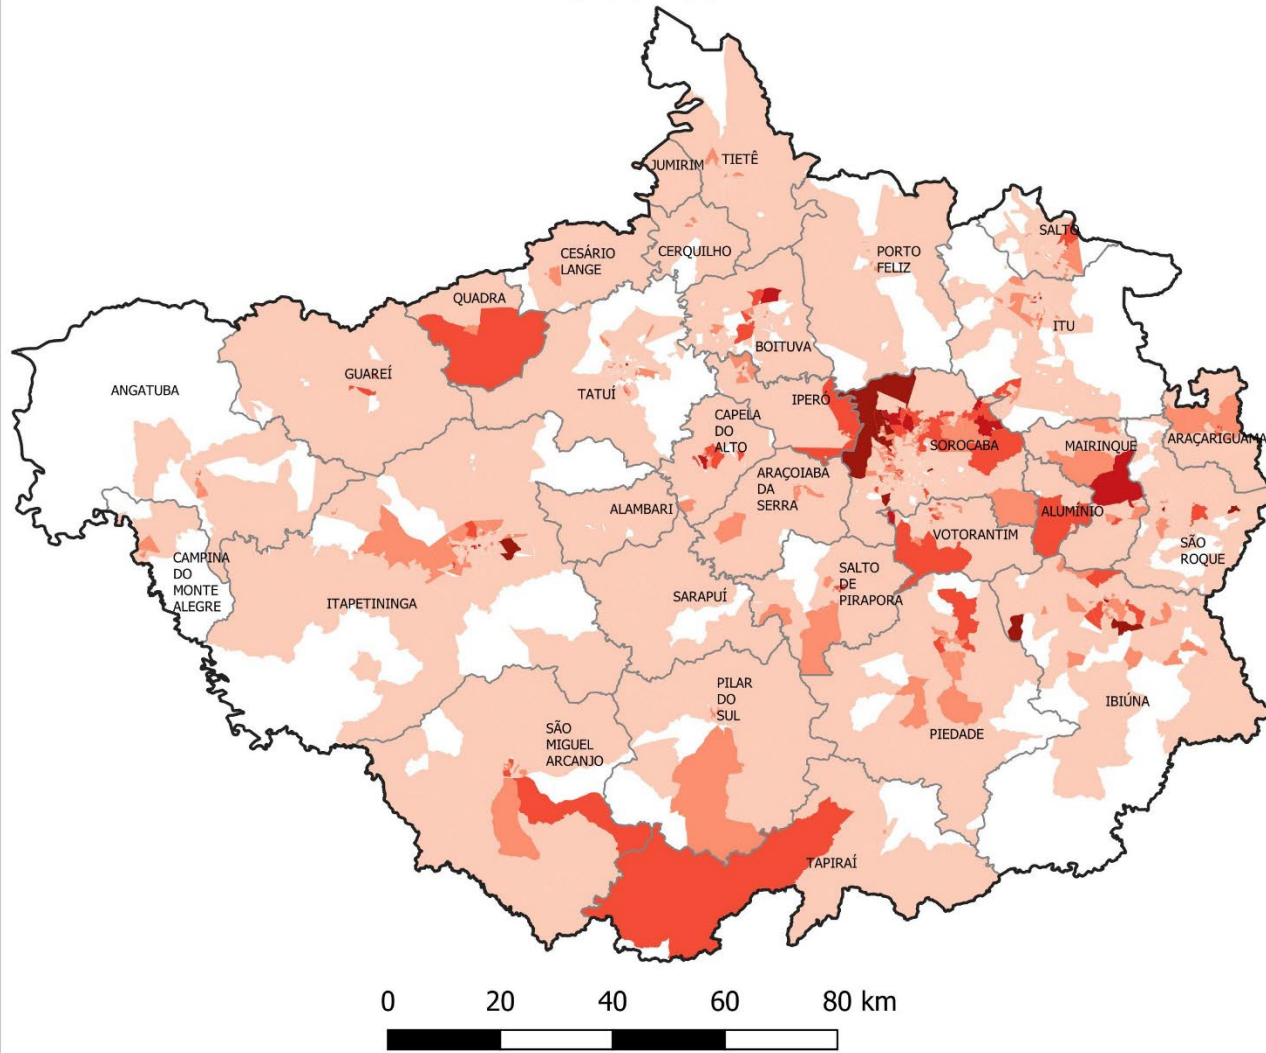 TIETÊ
JUMIRIM
CESÁRIO
LANGE
CERQUILHO
PORTO
FELIZ
SALTO
QUADRA
ITU
BOITUVA
GUAREÍ
ANGATUBA
TATUÍ
IPERÓ
CAPELA
DO
ALTO
SOROCABA
MAIRINQUE
ARAÇARIGUAMA
ARAÇOIABA
DA
SERRA
ALAMBARI
ALUMÍNIO
VOTORANTIM
SÃO
ROQUE
CAMPINA
DO
MONTE
ALEGRE
ITAPETININGA
SARAPUÍ
SALTO
DE
PIRAPORA
PILAR
DO
SUL
IBIÚNA
PIEDADE
SÃO
MIGUEL
ARCANJO
TAPIRAÍ
0 20 40 60 80 km